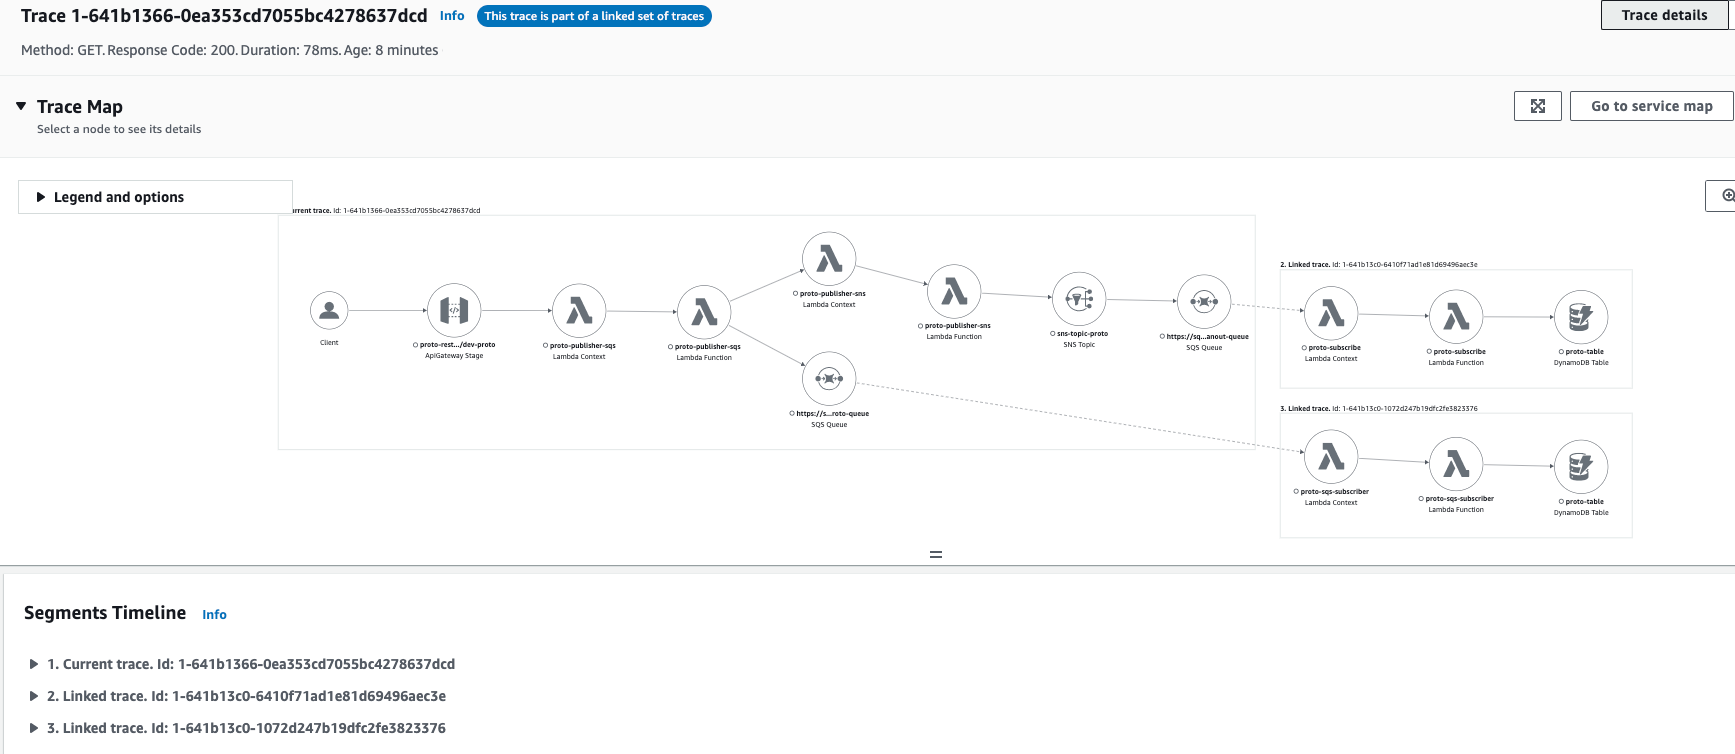 Trace 1-641b1366-0ea353cd7055bc4278637dcd Info This trace is part of a linked set of traces
Trace details
Method: GET. Response Code: 200. Duration: 78ms. Age: 8 minutes
Trace Map
Select a node to see its details
Go to service map
Legend and options
rrent trace. Id: 1-641b1366-0ea353cd7055bc4278637dcd
Client
proto-rest.../dev-proto
ApiGateway Stage
proto-publisher-sqs
Lambda Context
proto-publisher-sqs
Lambda Function
proto-publisher-sns
Lambda Context
https://s...roto-queue
SQS Queue
proto-publisher-sns
Lambda Function
sns-topic-proto
SNS Topic
https://sq...anout-queue
SQS Queue
2. Linked trace. Id: 1-641b13c0-6410f71ad1e81d69496aec3e
proto-subscribe
Lambda Context
proto-subscribe
Lambda Function
proto-table
DynamoDB Table
3. Linked trace. Id: 1-641b13c0-1072d247b19dfc2fe3823376
proto-sqs-subscriber
Lambda Context
proto-sqs-subscriber
Lambda Function
proto-table
DynamoDB Table
Segments Timeline Info
1. Current trace. Id: 1-641b1366-0ea353cd7055bc4278637dcd
2. Linked trace. Id: 1-641b13c0-6410f71ad1e81d69496aec3e
3. Linked trace. Id: 1-641b13c0-1072d247b19dfc2fe3823376